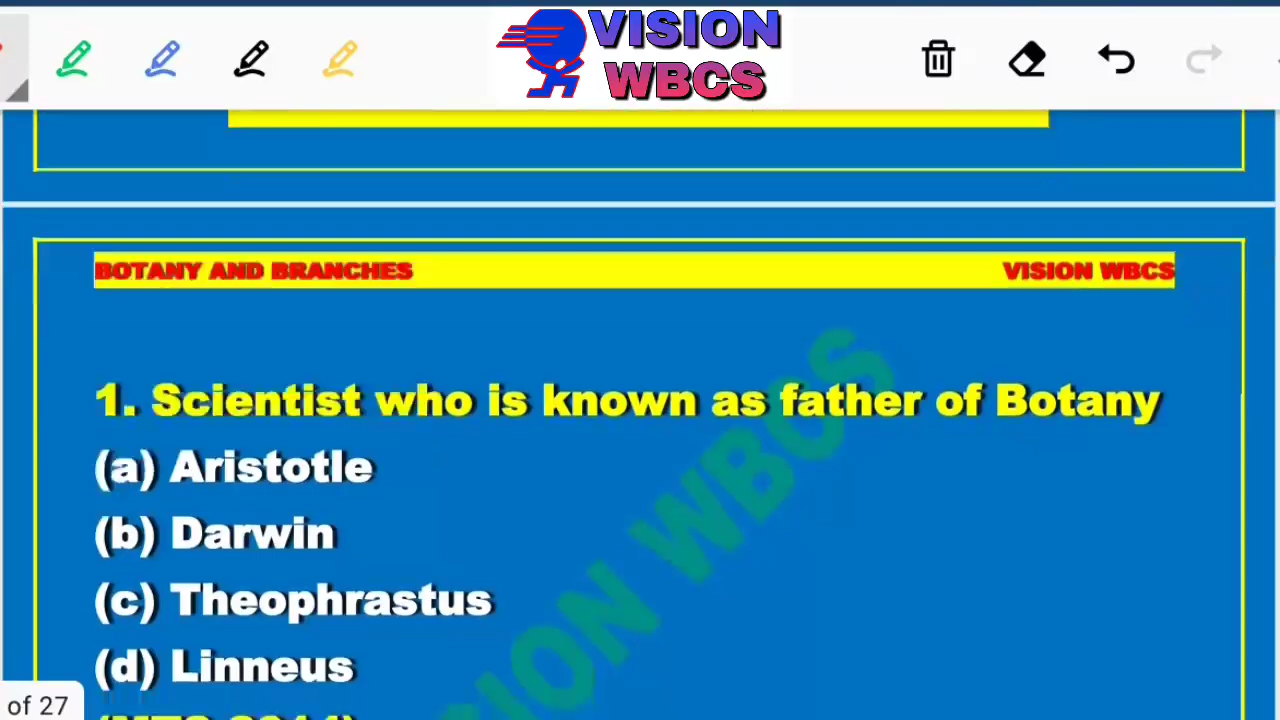 VISION
WBCS
BOTANY AND BRANCHES VISION WBCS
1. Scientist who is known as father of Botany
(a) Aristotle
(b) Darwin
(c) Theophrastus
(d) Linneus
of 27